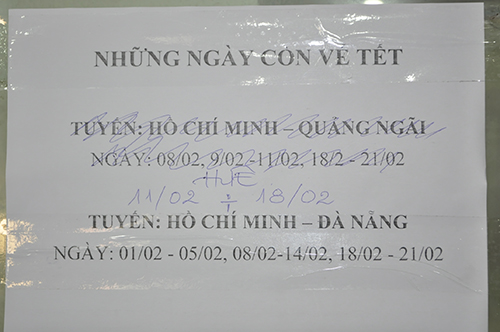 NHỮNG NGÀY CÒN VÉ TẾT
TUYẾN: HỒ CHÍ MINH – QUẢNG NGÃI
NGÀY: 08/02, 9/02 -11/02, 18/2 - 21/02
HUẾ
11/02 ÷ 18/02
TUYẾN: HỒ CHÍ MINH – ĐÀ NẴNG
NGÀY: 01/02 - 05/02, 08/02-14/02, 18/02 - 21/02